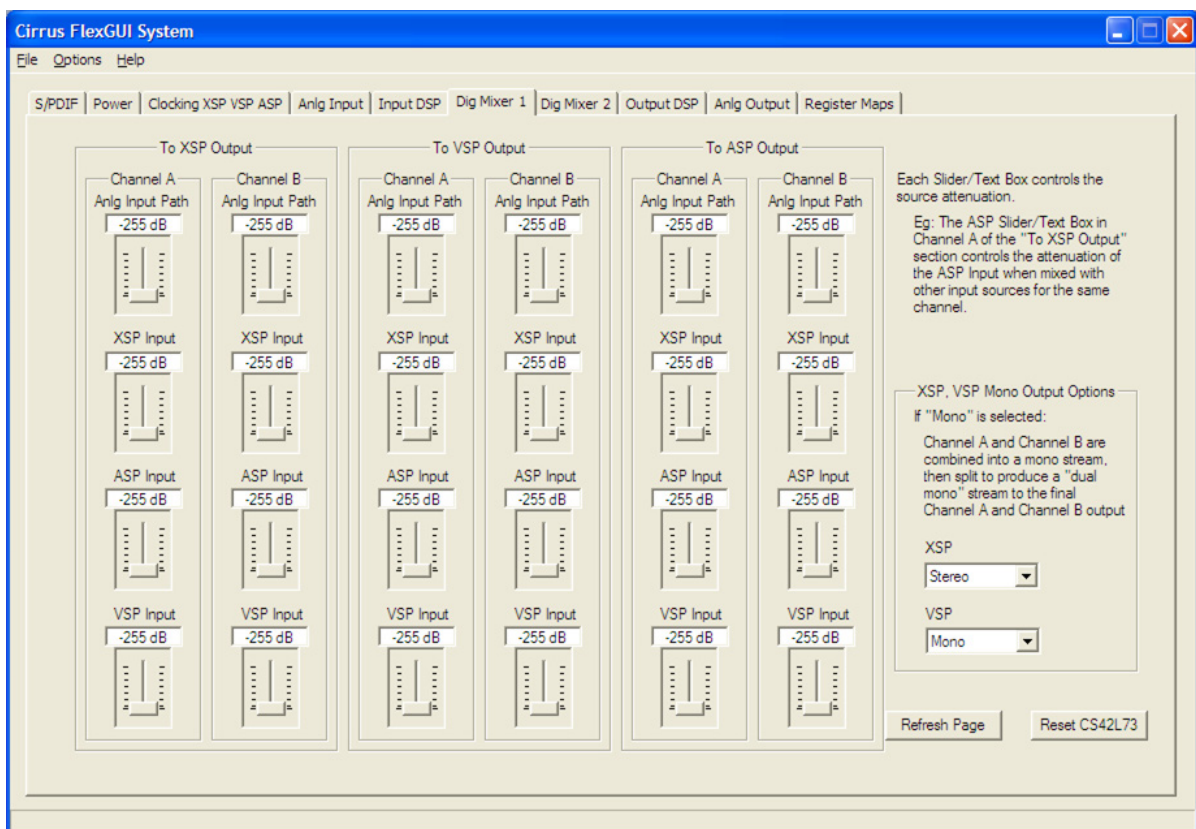 Cirrus FlexGUI System
File Options Help
S/PDIF Power Clocking XSP VSP ASP Anlg Input Input DSP Dig Mixer 1 Dig Mixer 2 Output DSP Anlg Output Register Maps
To XSP Output To VSP Output To ASP Output
Channel A Channel B Channel A Channel B Channel A Channel B
Anlg Input Path Anlg Input Path Anlg Input Path Anlg Input Path Anlg Input Path Anlg Input Path
-255 dB -255 dB -255 dB -255 dB -255 dB -255 dB
XSP Input XSP Input XSP Input XSP Input XSP Input XSP Input
-255 dB -255 dB -255 dB -255 dB -255 dB -255 dB
ASP Input ASP Input ASP Input ASP Input ASP Input ASP Input
-255 dB -255 dB -255 dB -255 dB -255 dB -255 dB
VSP Input VSP Input VSP Input VSP Input VSP Input VSP Input
-255 dB -255 dB -255 dB -255 dB -255 dB -255 dB
Each Slider/Text Box controls the
source attenuation.
Eg: The ASP Slider/Text Box in
Channel A of the "To XSP Output"
section controls the attenuation of
the ASP Input when mixed with
other input sources for the same
channel.
XSP, VSP Mono Output Options
If "Mono" is selected:
Channel A and Channel B are
combined into a mono stream,
then split to produce a "dual
mono" stream to the final
Channel A and Channel B output
XSP
Stereo
VSP
Mono
Refresh Page Reset CS42L73